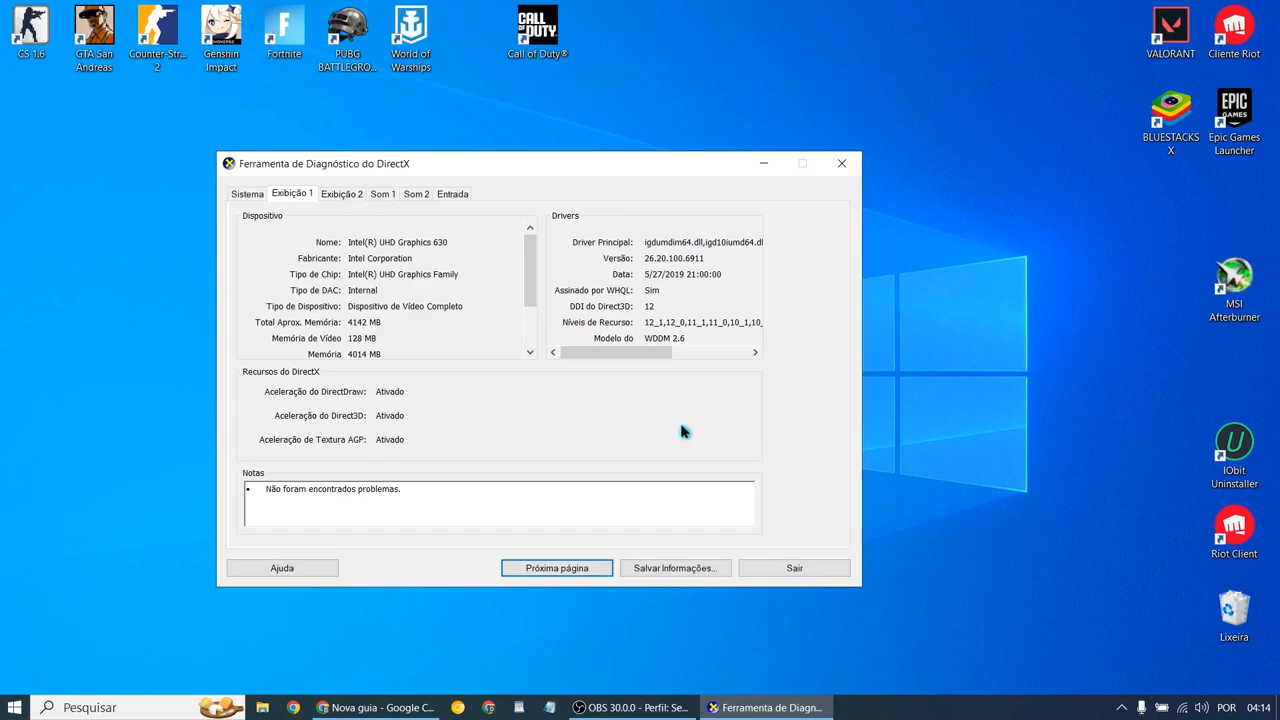 CS 1.6
GTA San
Andreas
Counter-Str...
2
Genshin
Impact
Fortnite
PUBG
BATTLEGRO...
World of
Warships
CALL OF DUTY
Call of Duty®
VALORANT
Cliente Riot
BLUESTACKS
X
EPIC
GAMES
Epic Games
Launcher
MSI
Afterburner
IObit
Uninstaller
Riot Client
Lixeira
Ferramenta de Diagnóstico do DirectX
Sistema
Exibição 1
Exibição 2
Som 1
Som 2
Entrada
Dispositivo
Nome: Intel(R) UHD Graphics 630
Fabricante: Intel Corporation
Tipo de Chip: Intel(R) UHD Graphics Family
Tipo de DAC: Internal
Tipo de Dispositivo: Dispositivo de Vídeo Completo
Total Aprox. Memória: 4142 MB
Memória de Vídeo 128 MB
Memória 4014 MB
Drivers
Driver Principal: igdumdim64.dll,igd10iumd64.dl
Versão: 26.20.100.6911
Data: 5/27/2019 21:00:00
Assinado por WHQL: Sim
DDI do Direct3D: 12
Níveis de Recurso: 12_1,12_0,11_1,11_0,10_1,10_
Modelo do WDDM 2.6
Recursos do DirectX
Aceleração do DirectDraw: Ativado
Aceleração do Direct3D: Ativado
Aceleração de Textura AGP: Ativado
Notas
• Não foram encontrados problemas.
Ajuda
Próxima página
Salvar Informações...
Sair
Pesquisar
Nova guia - Google C...
OBS 30.0.0 - Perfil: Se...
Ferramenta de Diagn...
POR
04:14